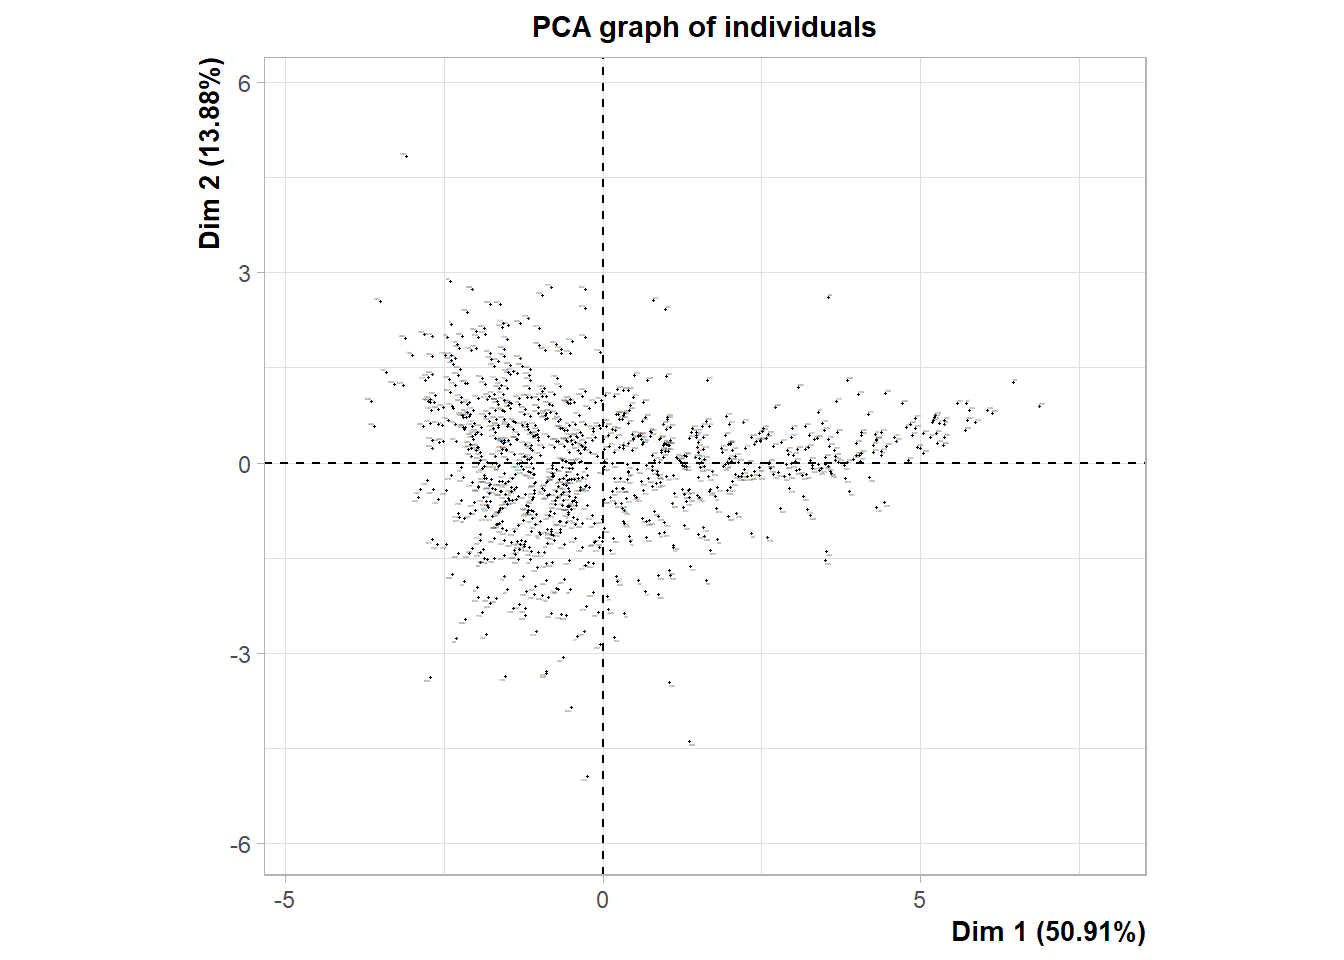 PCA graph of individuals
Dim 2 (13.88%)
6
3
0
-3
-6
-5
0
5
Dim 1 (50.91%)